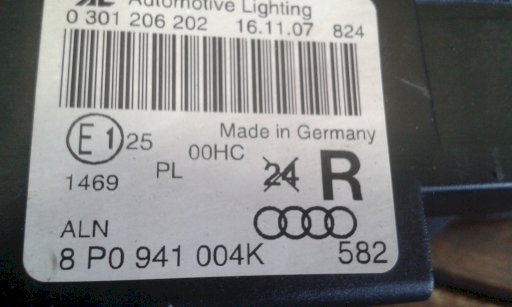 Automotive Lighting
0 301 206 202 16.11.07 824
E1 25 Made in Germany
00HC
1469 PL 24 R
ALN
8 P0 941 004K 582